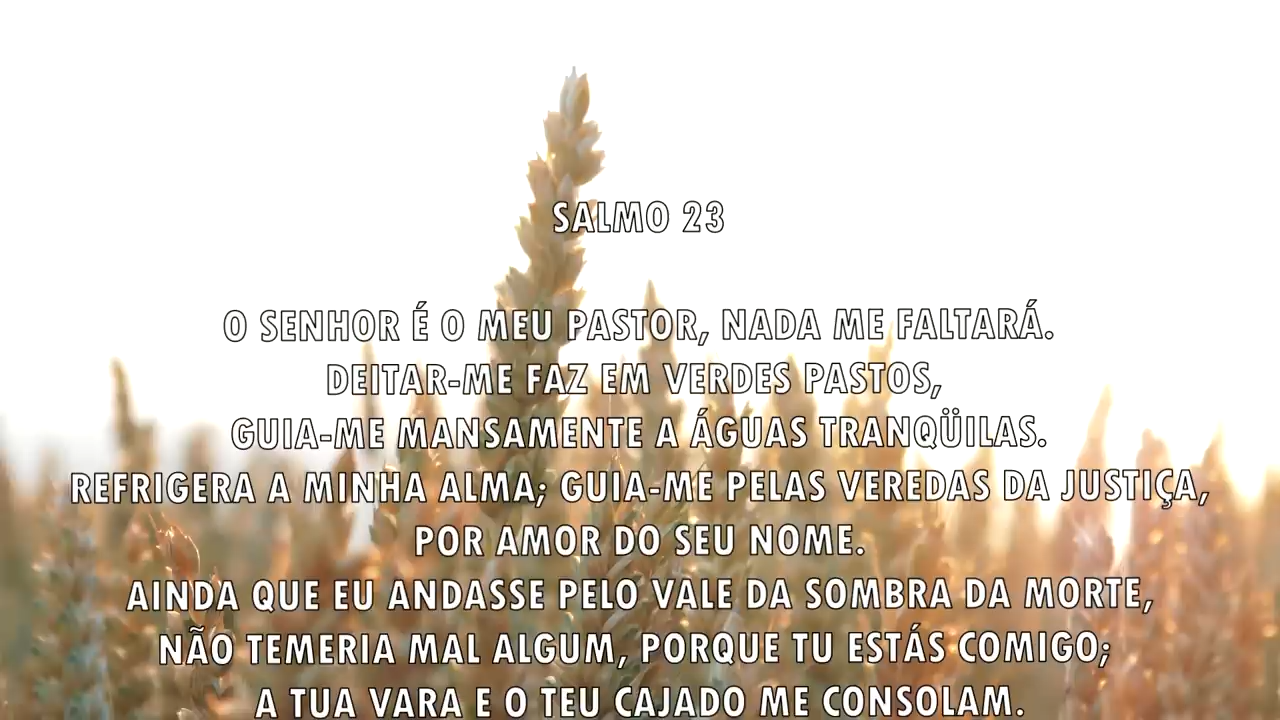 SALMO 23
O SENHOR É O MEU PASTOR, NADA ME FALTARÁ.
DEITAR-ME FAZ EM VERDES PASTOS,
GUIA-ME MANSAMENTE A ÁGUAS TRANQÜILAS.
REFRIGERA A MINHA ALMA; GUIA-ME PELAS VEREDAS DA JUSTIÇA,
POR AMOR DO SEU NOME.
AINDA QUE EU ANDASSE PELO VALE DA SOMBRA DA MORTE,
NÃO TEMERIA MAL ALGUM, PORQUE TU ESTÁS COMIGO;
A TUA VARA E O TEU CAJADO ME CONSOLAM.